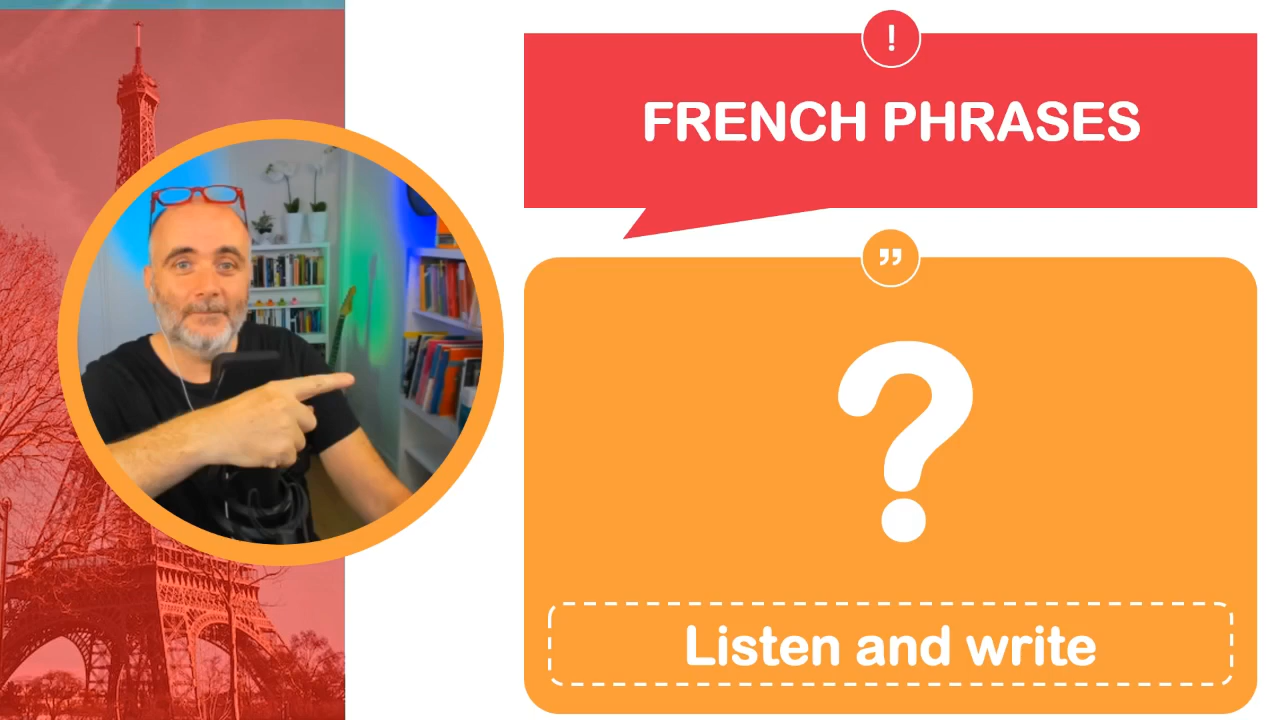 !
FRENCH PHRASES
”
?
Listen and write